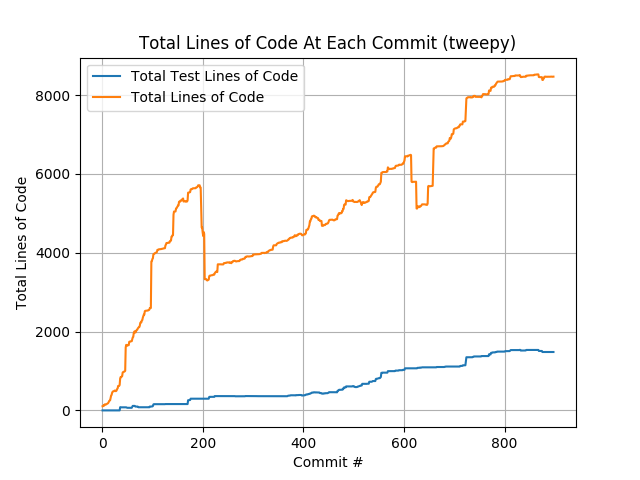 Total Lines of Code At Each Commit (tweepy)
Total Test Lines of Code
Total Lines of Code
Total Lines of Code
8000
6000
4000
2000
0
0 200 400 600 800
Commit #